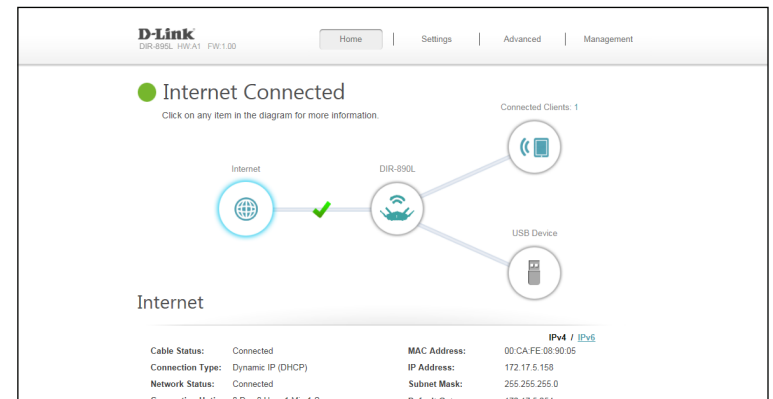 D-Link
DIR-895L HW:A1 FW:1.00
Home
Settings
Advanced
Management
Internet Connected
Click on any item in the diagram for more information.
Connected Clients: 1
Internet
DIR-890L
USB Device
Internet
IPv4 / IPv6
Cable Status: Connected
MAC Address: 00:CA:FE:08:90:05
Connection Type: Dynamic IP (DHCP)
IP Address: 172.17.5.158
Network Status: Connected
Subnet Mask: 255.255.255.0